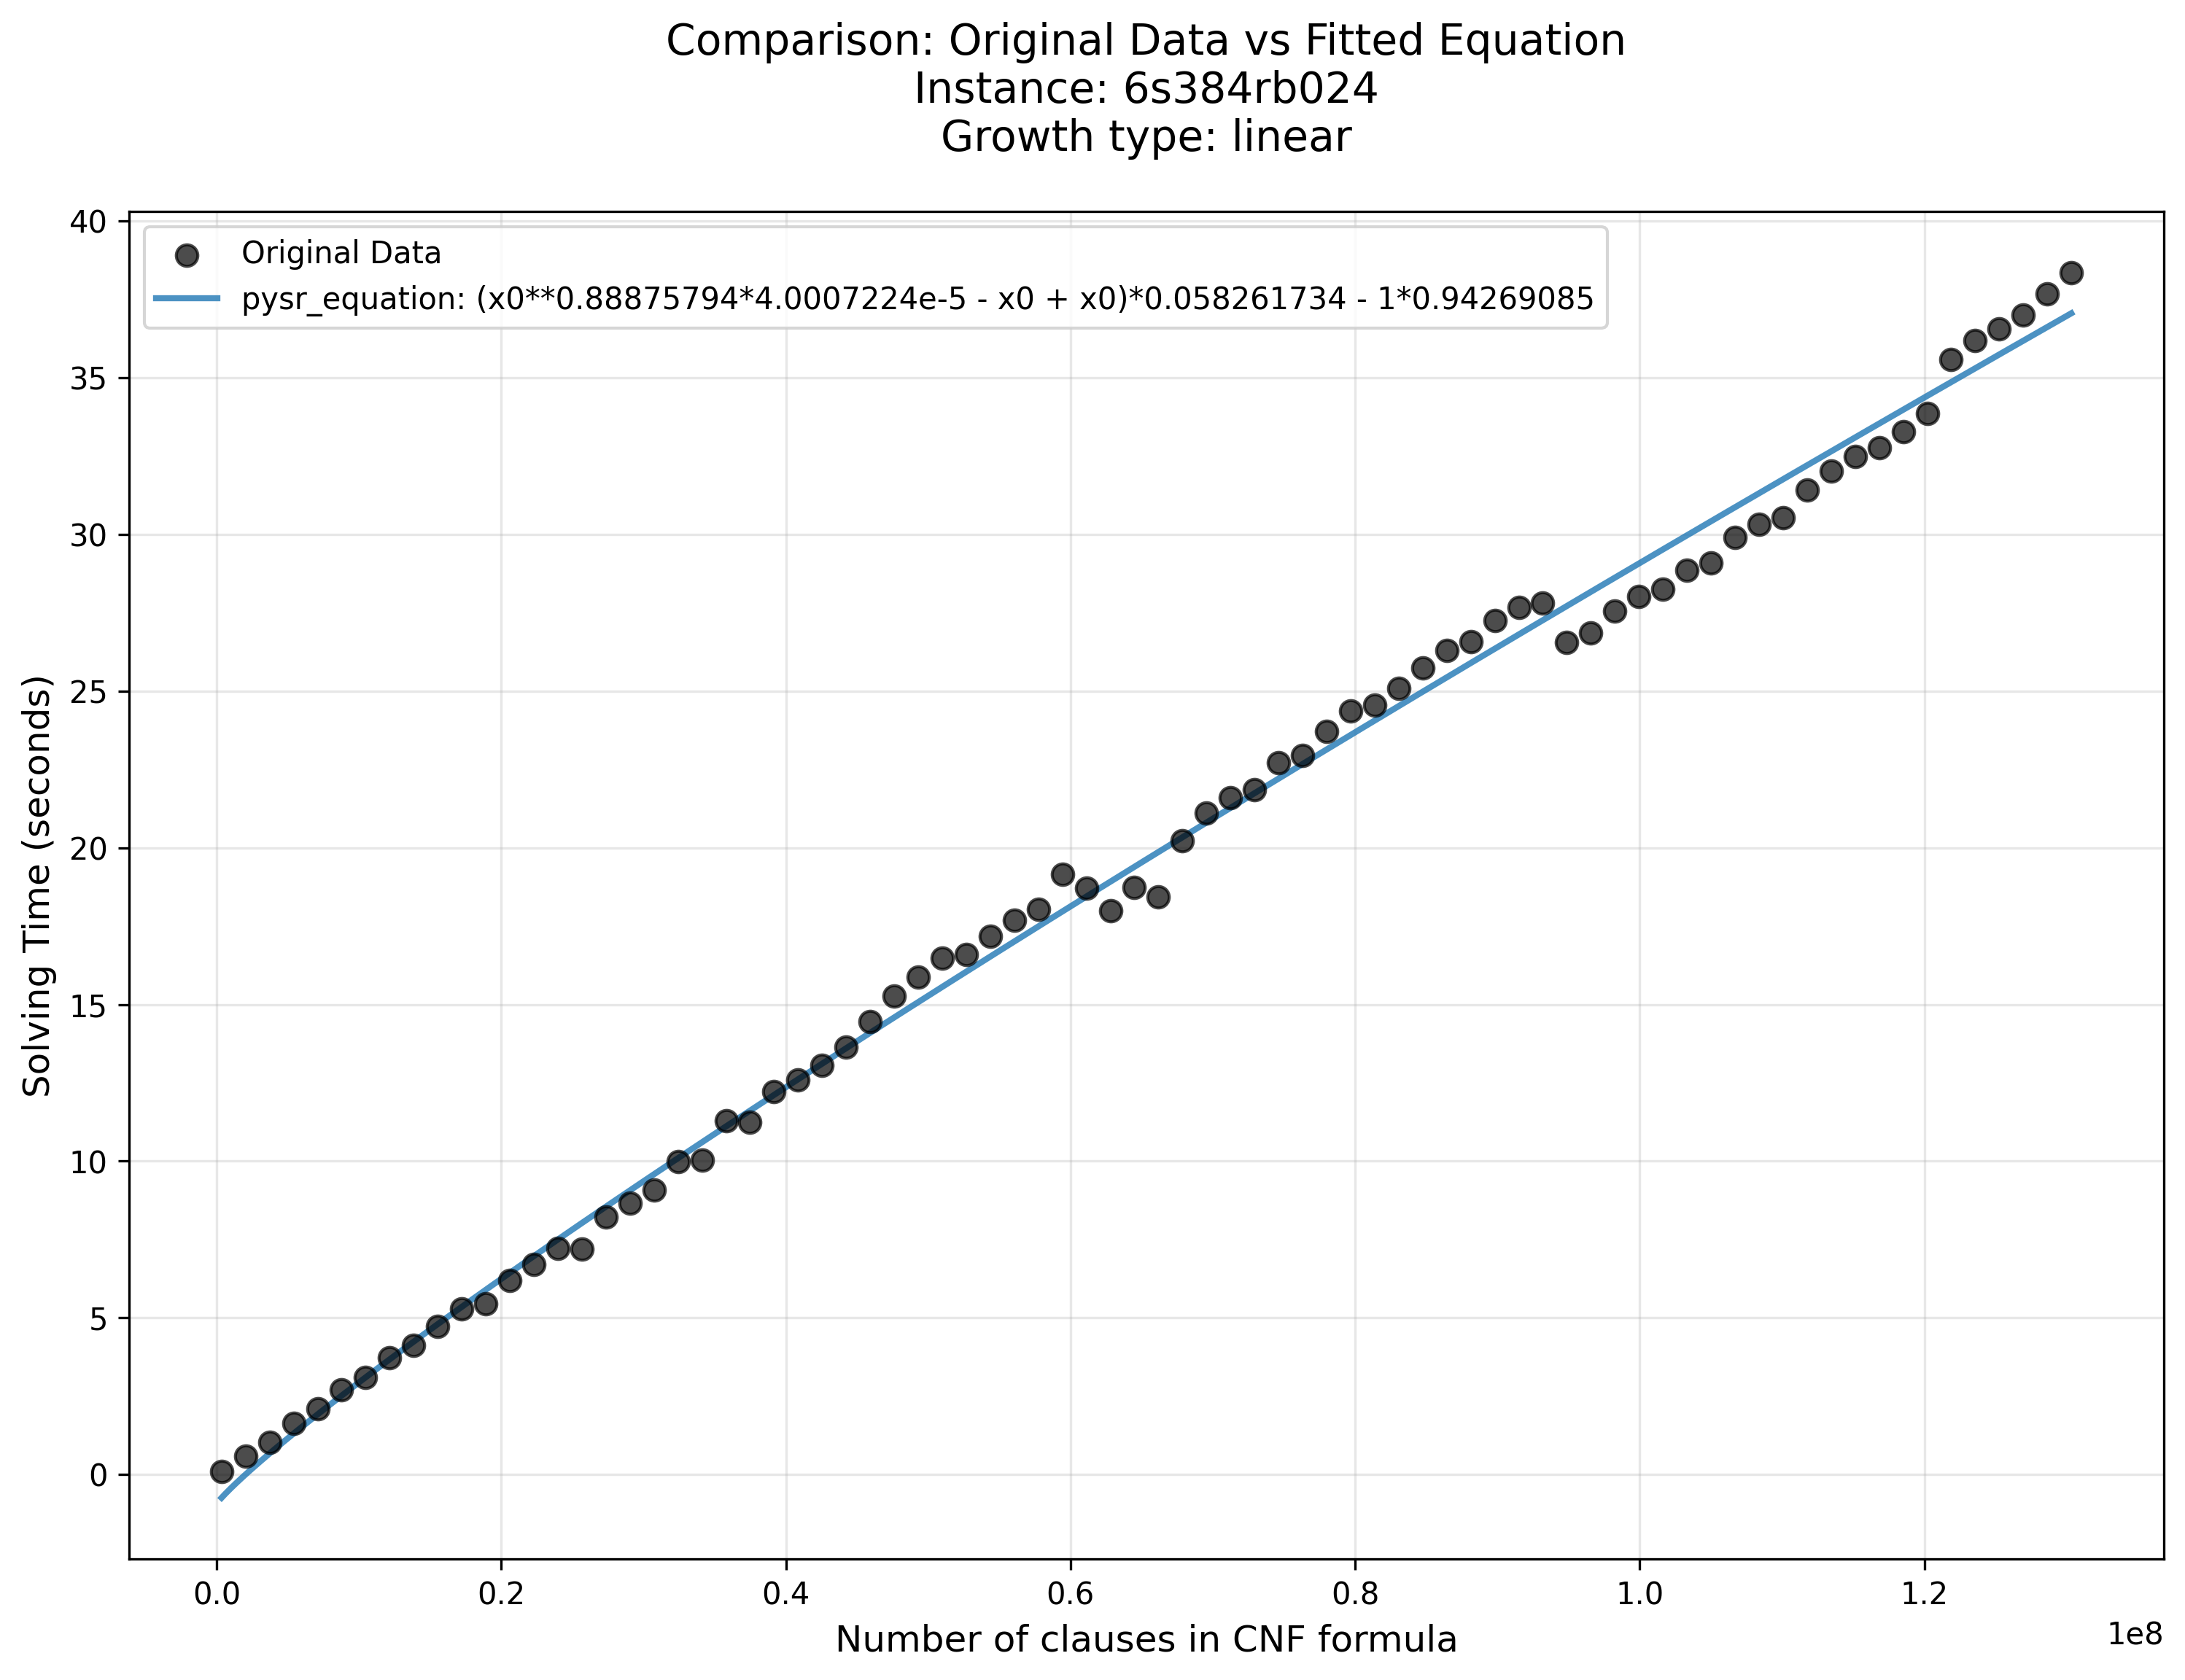 Comparison: Original Data vs Fitted Equation
Instance: 6s384rb024
Growth type: linear
Original Data
pysr_equation: (x0**0.88875794*4.0007224e-5 - x0 + x0)*0.058261734 - 1*0.94269085
40
35
30
25
20
15
10
5
0
Solving Time (seconds)
0.0 0.2 0.4 0.6 0.8 1.0 1.2
1e8
Number of clauses in CNF formula